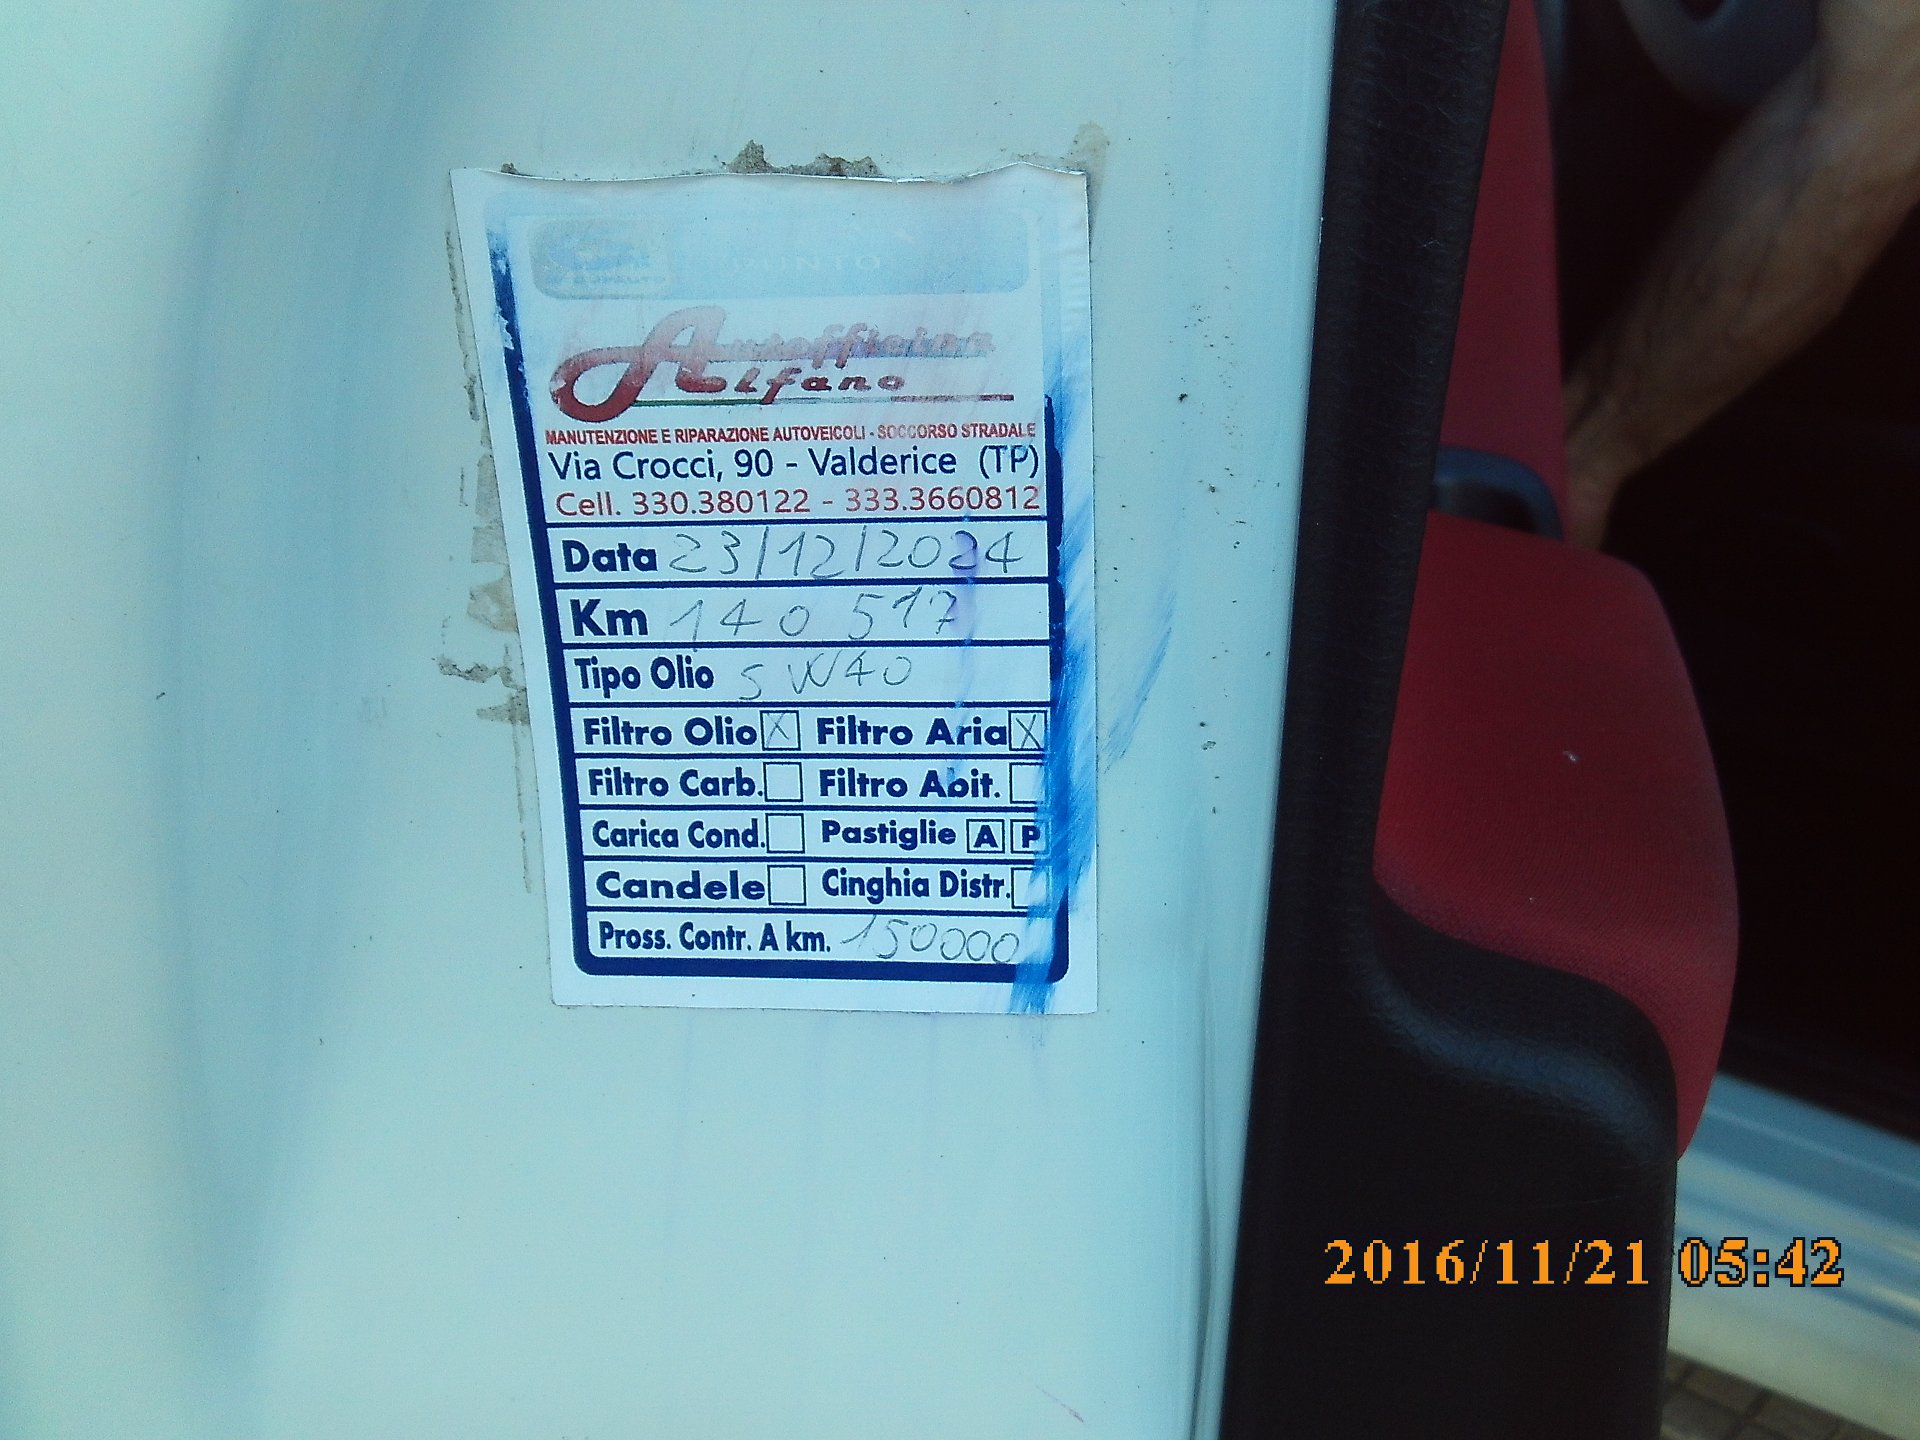 PUNTO
Autofficina
Alfano
MANUTENZIONE E RIPARAZIONE AUTOVEICOLI - SOCCORSO STRADALE
Via Crocci, 90 - Valderice (TP)
Cell. 330.380122 - 333.3660812
Data 23/12/2024
Km 140 517
Tipo Olio 5W40
Filtro Olio X Filtro Aria X
Filtro Carb. Filtro Abit.
Carica Cond. Pastiglie A P
Candele Cinghia Distr.
Pross. Contr. A km. 150000
2016/11/21 05:42